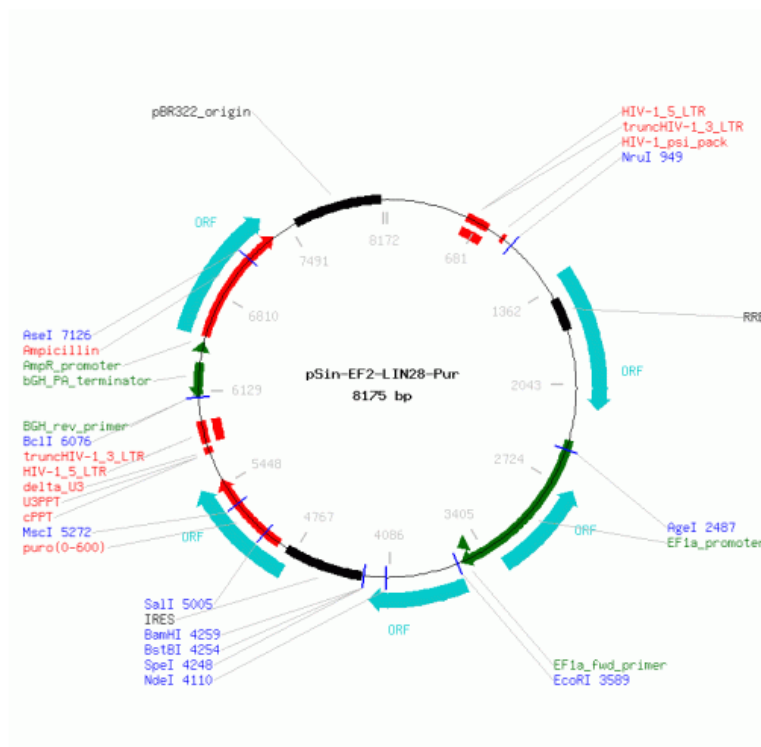 pBR322_origin
HIV-1_5_LTR
truncHIV-1_3_LTR
HIV-1_psi_pack
NruI 949
ORF
8172
681
7491
1362
6810
RRE
AseI 7126
Ampicillin
AmpR_promoter
bGH_PA_terminator
pSin-EF2-LIN28-Pur
8175 bp
ORF
6129
2043
BGH_rev_primer
BclI 6076
truncHIV-1_3_LTR
HIV-1_5_LTR
delta_U3
U3PPT
cPPT
MscI 5272
puro(0-600)
5448
2724
ORF
4767
3405
4086
AgeI 2487
ORF
EF1a_promoter
SalI 5005
IRES
BamHI 4259
BstBI 4254
SpeI 4248
NdeI 4110
ORF
EF1a_fwd_primer
EcoRI 3589